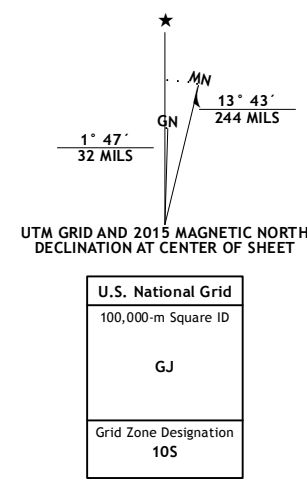 MN
GN
13° 43´
244 MILS
1° 47´
32 MILS
UTM GRID AND 2015 MAGNETIC NORTH
DECLINATION AT CENTER OF SHEET
U.S. National Grid
100,000-m Square ID
GJ
Grid Zone Designation
10S